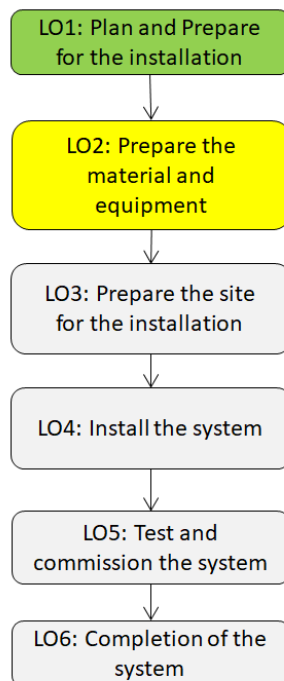 LO1: Plan and Prepare
for the installation
LO2: Prepare the
material and
equipment
LO3: Prepare the site
for the installation
LO4: Install the system
LO5: Test and
commission the system
LO6: Completion of the
system